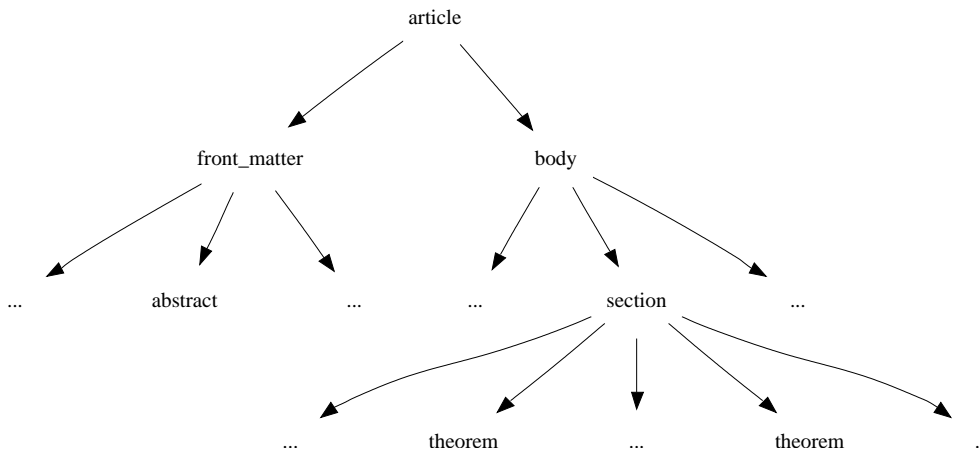 article
front_matter body
... abstract ... ... section ...
... theorem ... theorem .